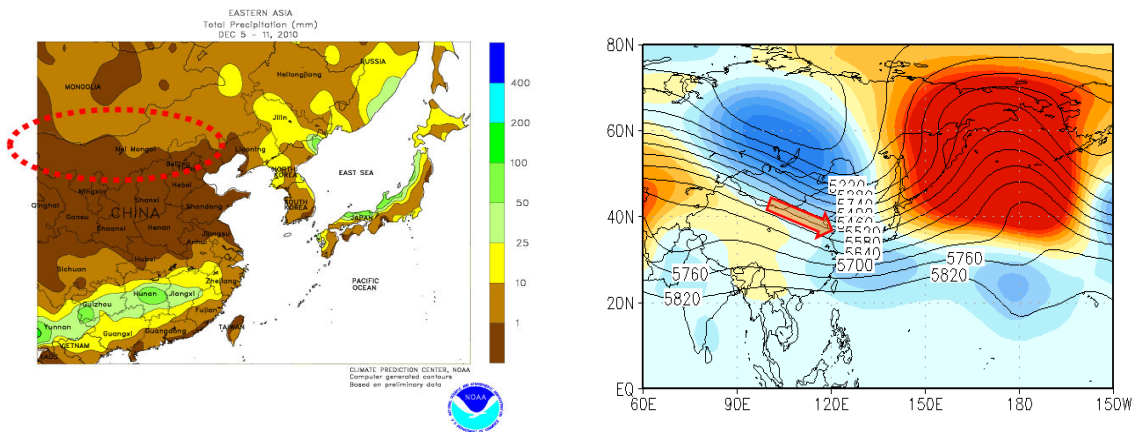 EASTERN ASIA
Total Precipitation (mm)
DEC 5 - 11, 2010
RUSSIA
Heilongjiang
MONGOLIA
Jilin
Nei Mongol
Liaoning
Beijing
NORTH
KOREA
EAST SEA
Hebei
Ningxia
Shanxi
SOUTH
KOREA
Qinghai
CHINA
Shandong
JAPAN
Gansu
Shaanxi
Henan
Jiangsu
Anhui
Hubei
Sichuan
PACIFIC
OCEAN
Zhejiang
Hunan
Jiangxi
Guizhou
Fujian
Yunnan
Guangxi
Guangdong
TAIWAN
VIETNAM
LAOS
400
200
100
50
25
10
1
CLIMATE PREDICTION CENTER, NOAA
Computer generated contours
Based on preliminary data
NOAA
80N
60N
40N
20N
EQ
60E
90E
120E
150E
180
150W
5700
5760
5820
5760
5820